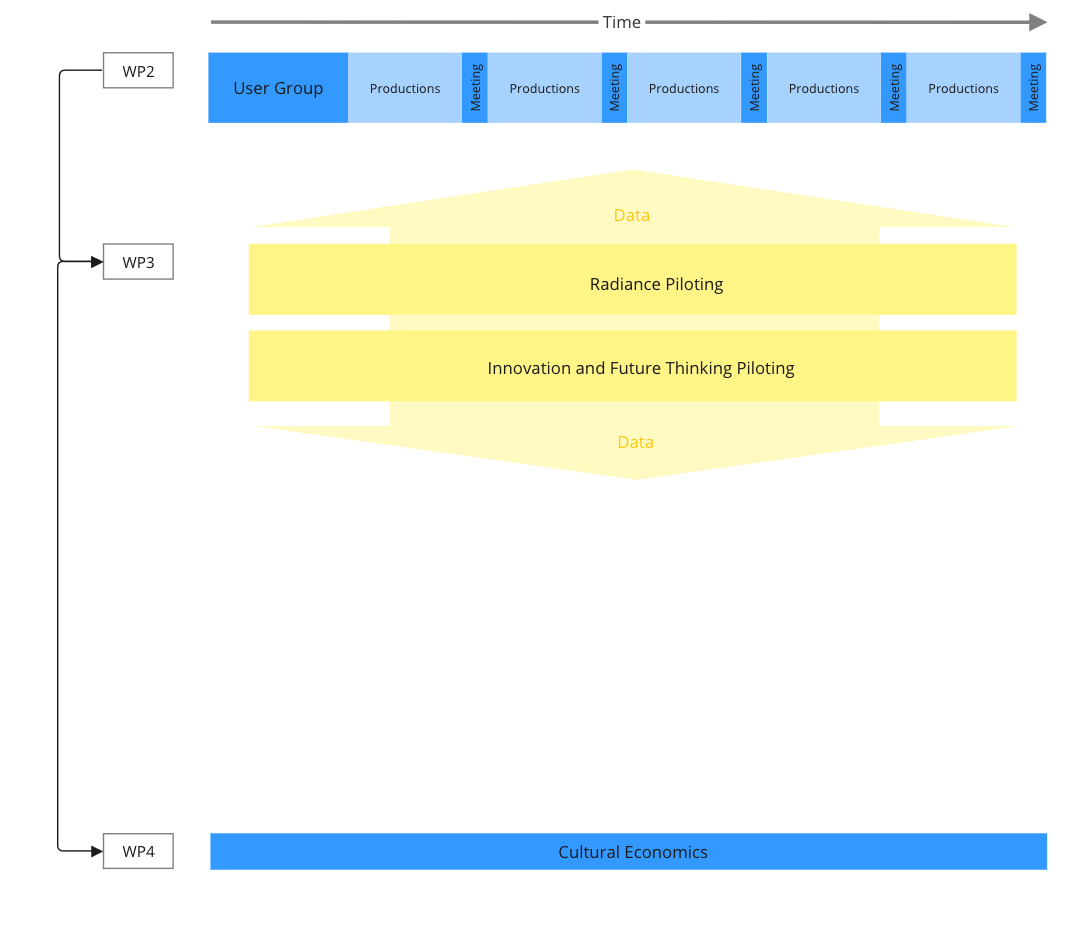 Time
WP2
User Group
Productions
Meeting
Productions
Meeting
Productions
Meeting
Productions
Meeting
Productions
Meeting
Data
WP3
Radiance Piloting
Innovation and Future Thinking Piloting
Data
WP4
Cultural Economics